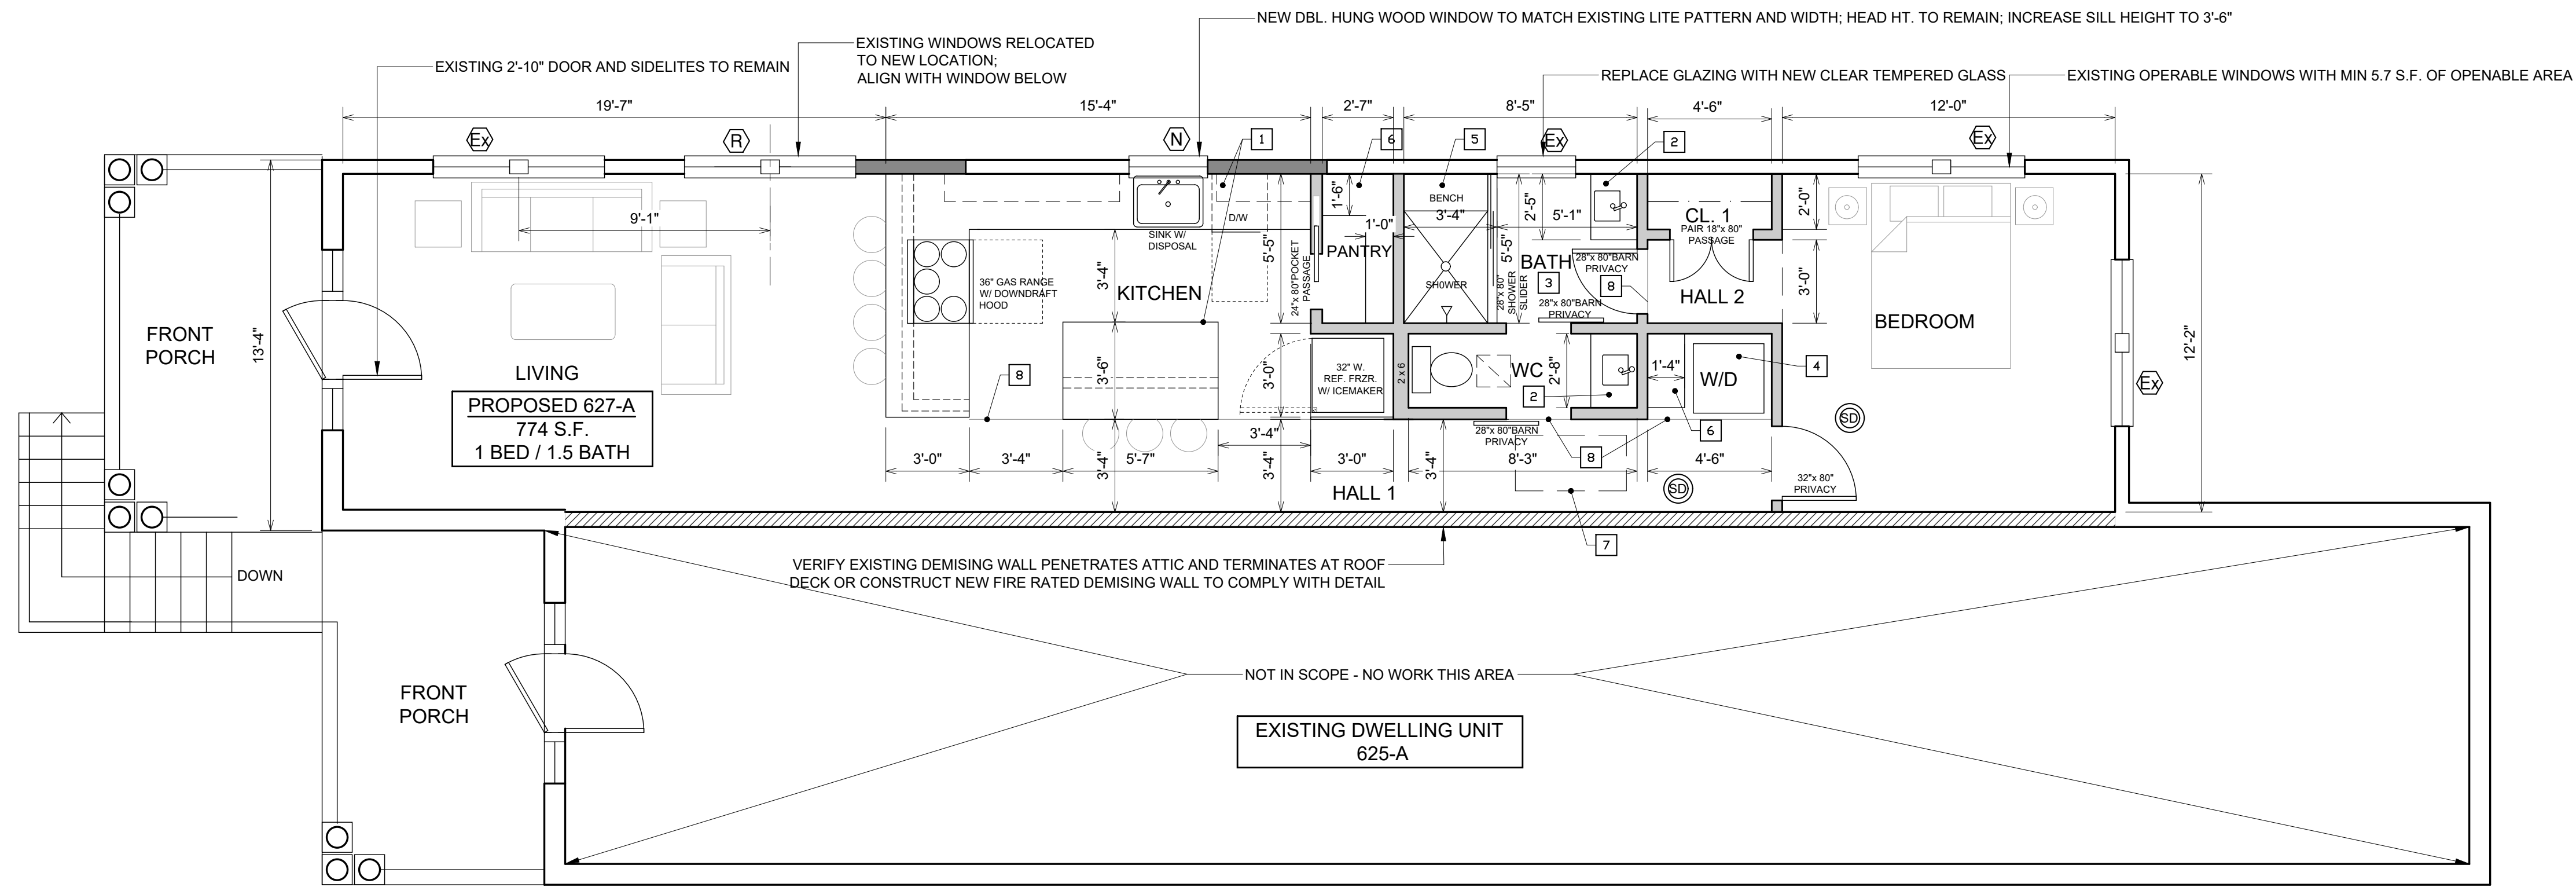 NEW DBL. HUNG WOOD WINDOW TO MATCH EXISTING LITE PATTERN AND WIDTH; HEAD HT. TO REMAIN; INCREASE SILL HEIGHT TO 3'-6"
EXISTING WINDOWS RELOCATED
TO NEW LOCATION;
ALIGN WITH WINDOW BELOW
EXISTING 2'-10" DOOR AND SIDELITES TO REMAIN
REPLACE GLAZING WITH NEW CLEAR TEMPERED GLASS
EXISTING OPERABLE WINDOWS WITH MIN 5.7 S.F. OF OPENABLE AREA
19'-7"
15'-4"
2'-7"
8'-5"
4'-6"
12'-0"
Ex
R
N
1
6
5
Ex
2
Ex
9'-1"
SINK W/
DISPOSAL
D/W
5'-5"
1'-6"
1'-0"
PANTRY
24"x 80"POCKET
PASSAGE
BENCH
3'-4"
SHOWER
28"x 80"
SHOWER
SLIDER
5'-5"
2'-5"
5'-1"
BATH
28"x 80"BARN
PRIVACY
3
8
28"x 80"BARN
PRIVACY
CL. 1
PAIR 18"x 80"
PASSAGE
HALL 2
2'-0"
3'-0"
BEDROOM
36" GAS RANGE
W/ DOWNDRAFT
HOOD
3'-4"
KITCHEN
FRONT
PORCH
13'-4"
LIVING
PROPOSED 627-A
774 S.F.
1 BED / 1.5 BATH
8
3'-6"
3'-0"
32" W.
REF. FRZR.
W/ ICEMAKER
2 x 6
WC
2'-8"
2
1'-4"
W/D
4
6
12'-2"
Ex
SD
3'-0"
3'-4"
3'-4"
5'-7"
3'-4"
3'-4"
3'-0"
3'-4"
28"x 80"BARN
PRIVACY
8'-3"
8
4'-6"
SD
32"x 80"
PRIVACY
HALL 1
7
DOWN
VERIFY EXISTING DEMISING WALL PENETRATES ATTIC AND TERMINATES AT ROOF
DECK OR CONSTRUCT NEW FIRE RATED DEMISING WALL TO COMPLY WITH DETAIL
FRONT
PORCH
NOT IN SCOPE - NO WORK THIS AREA
EXISTING DWELLING UNIT
625-A